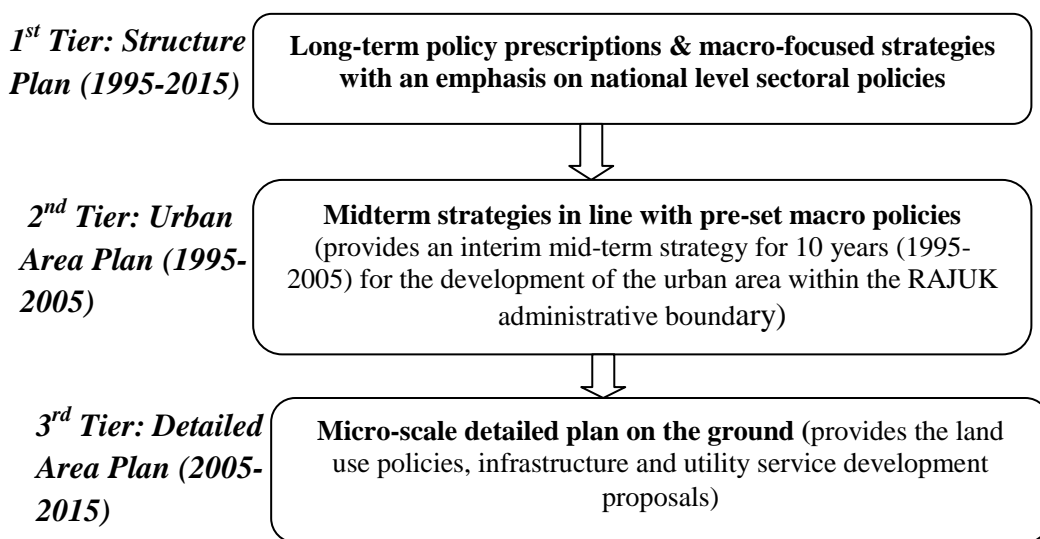 1st Tier: Structure
Plan (1995-2015)
Long-term policy prescriptions & macro-focused strategies
with an emphasis on national level sectoral policies
2nd Tier: Urban
Area Plan (1995-
2005)
Midterm strategies in line with pre-set macro policies
(provides an interim mid-term strategy for 10 years (1995-
2005) for the development of the urban area within the RAJUK
administrative boundary)
3rd Tier: Detailed
Area Plan (2005-
2015)
Micro-scale detailed plan on the ground (provides the land
use policies, infrastructure and utility service development
proposals)